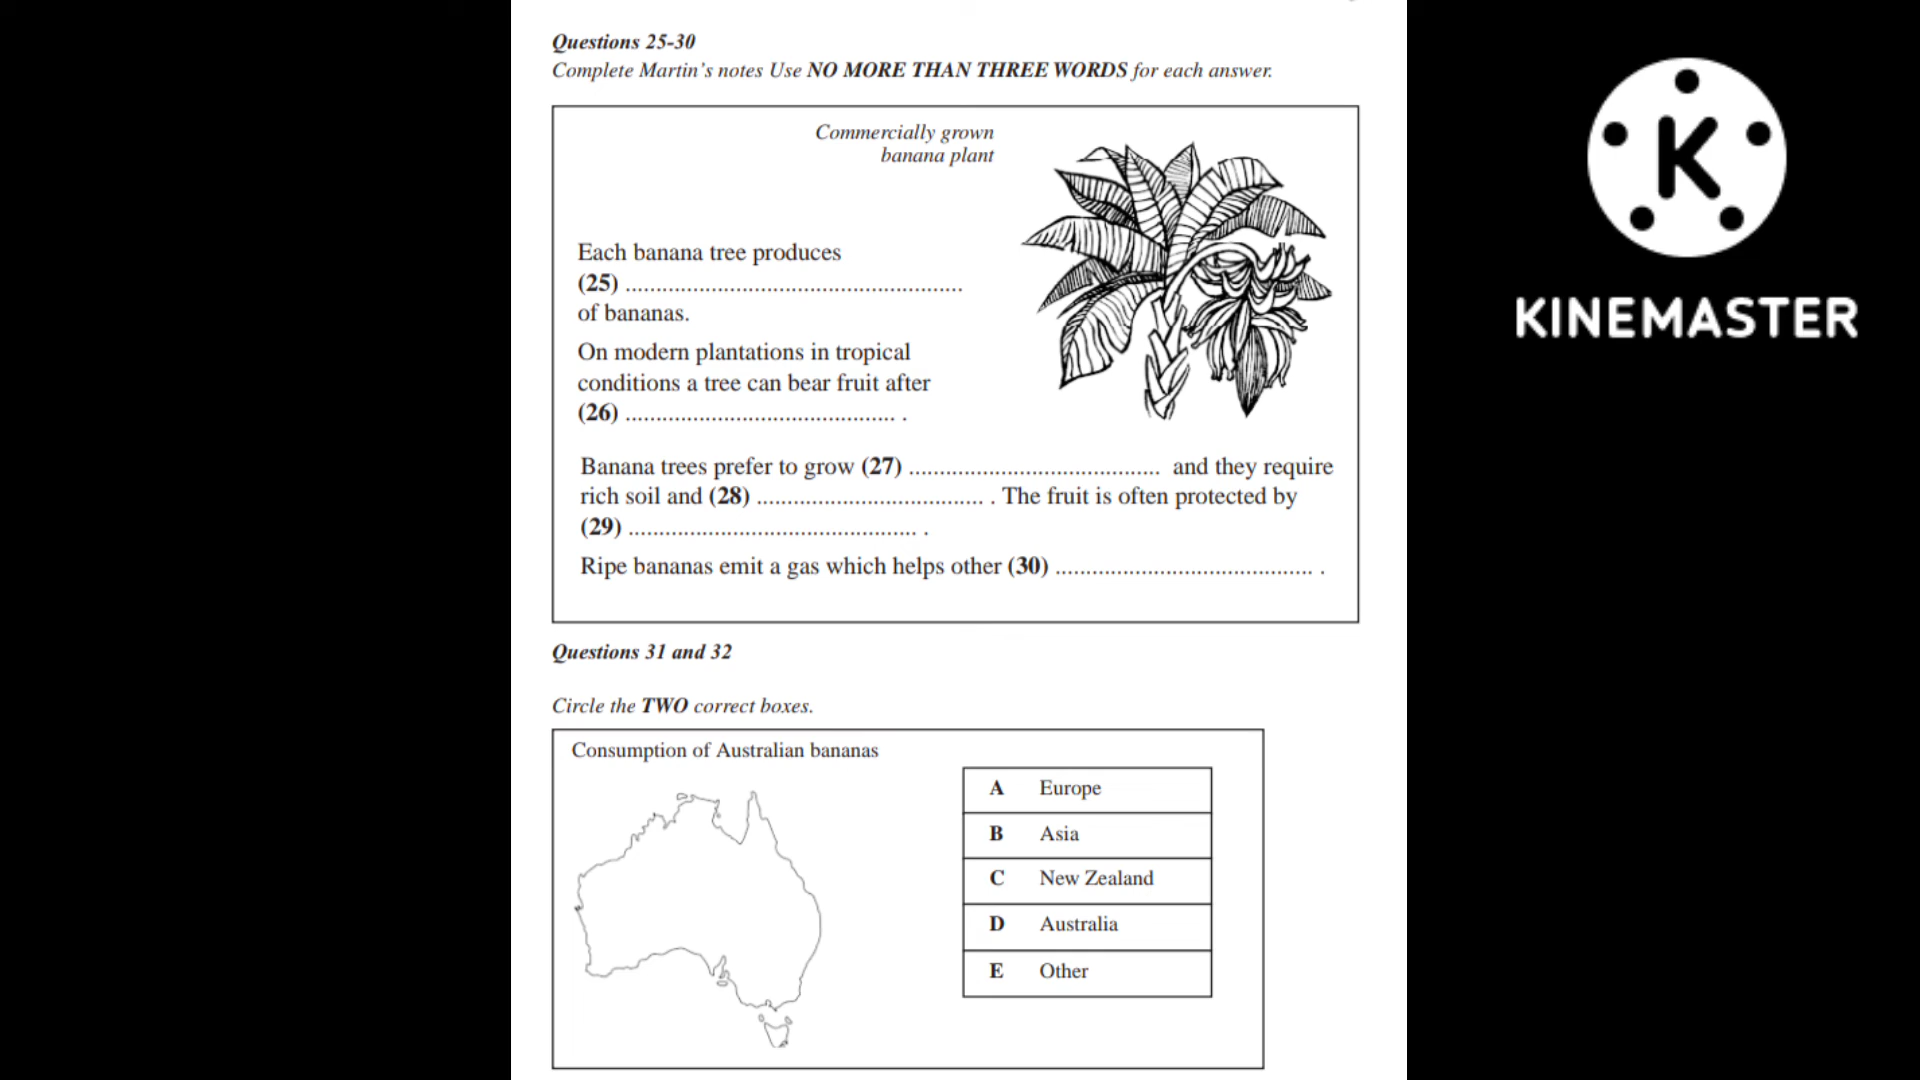 Questions 25-30
Complete Martin's notes Use NO MORE THAN THREE WORDS for each answer.
Commercially grown
banana plant
Each banana tree produces
(25) .......................................................
of bananas.
On modern plantations in tropical
conditions a tree can bear fruit after
(26) ............................................ .
Banana trees prefer to grow (27) ......................................... and they require
rich soil and (28) ..................................... . The fruit is often protected by
(29) ............................................... .
Ripe bananas emit a gas which helps other (30) .......................................... .
Questions 31 and 32
Circle the TWO correct boxes.
Consumption of Australian bananas
A Europe
B Asia
C New Zealand
D Australia
E Other
K
KINEMASTER